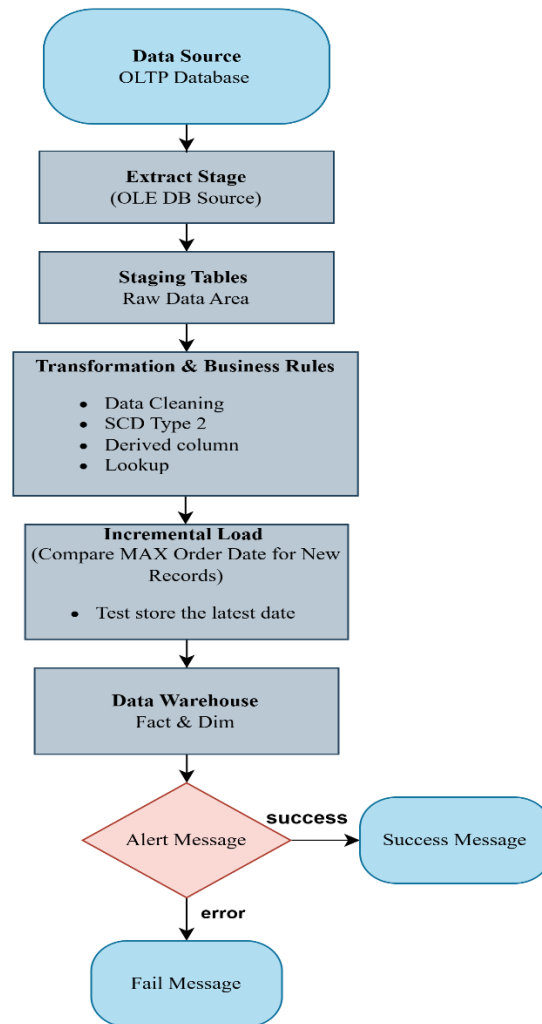 Data Source
OLTP Database
Extract Stage
(OLE DB Source)
Staging Tables
Raw Data Area
Transformation & Business Rules
• Data Cleaning
• SCD Type 2
• Derived column
• Lookup
Incremental Load
(Compare MAX Order Date for New
Records)
• Test store the latest date
Data Warehouse
Fact & Dim
Alert Message
success
Success Message
error
Fail Message